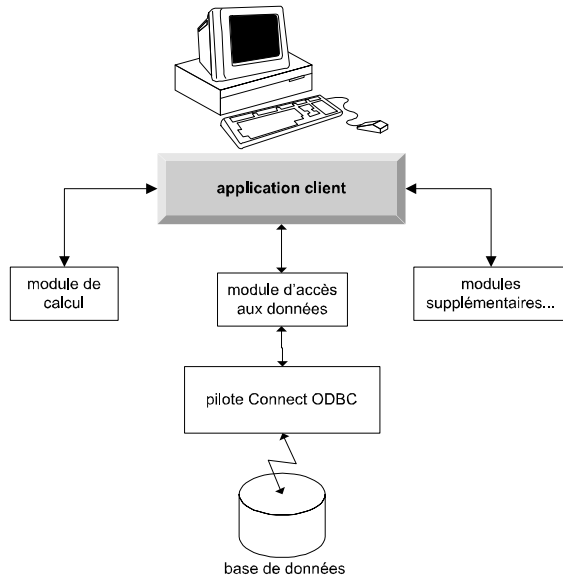 application client
module de
calcul
module d'accès
aux données
modules
supplémentaires...
pilote Connect ODBC
base de données